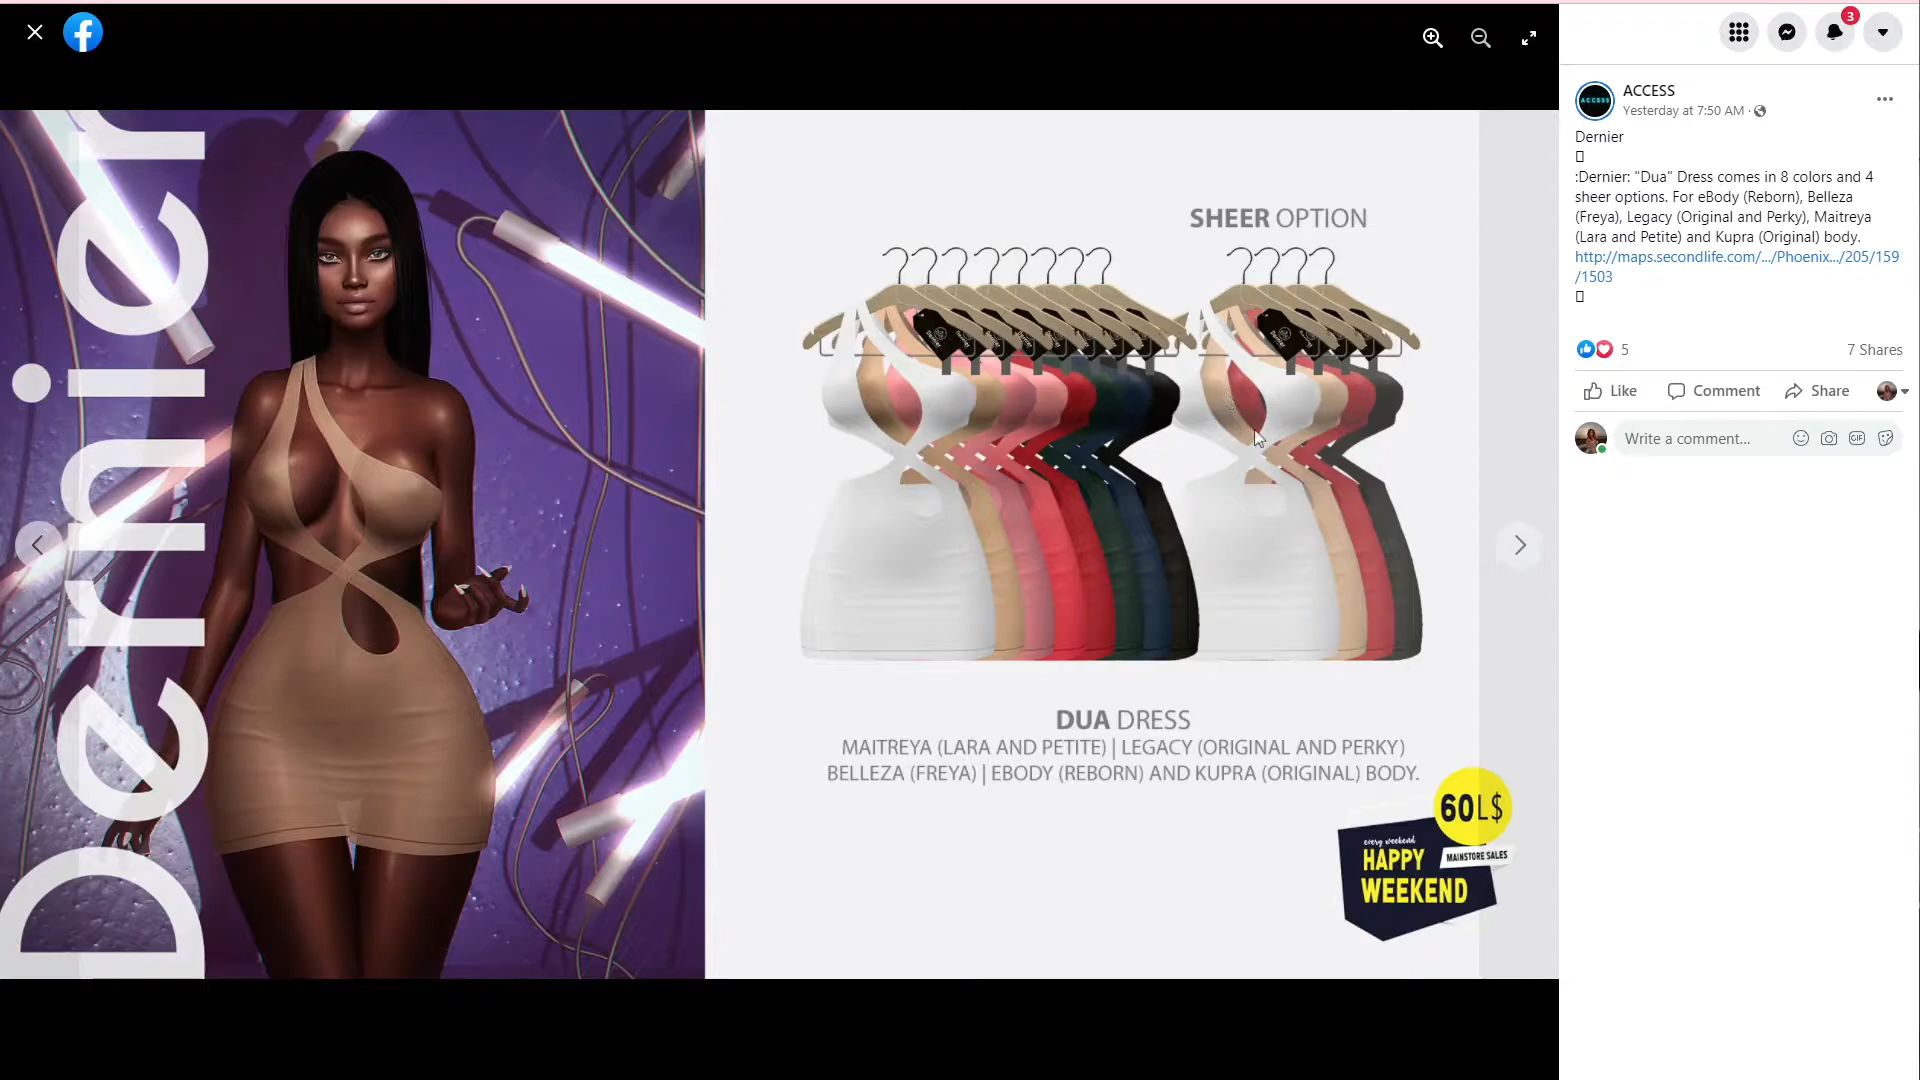 Dernier
SHEER OPTION
DUA DRESS
MAITREYA (LARA AND PETITE) | LEGACY (ORIGINAL AND PERKY)
BELLEZA (FREYA) | EBODY (REBORN) AND KUPRA (ORIGINAL) BODY.
60L$
every weekend
HAPPY
MAINSTORE SALES
WEEKEND
3
ACCESS
ACCESS
Yesterday at 7:50 AM ·
Dernier
:Dernier: "Dua" Dress comes in 8 colors and 4
sheer options. For eBody (Reborn), Belleza
(Freya), Legacy (Original and Perky), Maitreya
(Lara and Petite) and Kupra (Original) body.
http://maps.secondlife.com/.../Phoenix.../205/159
/1503
5
7 Shares
Like
Comment
Share
Write a comment...
GIF